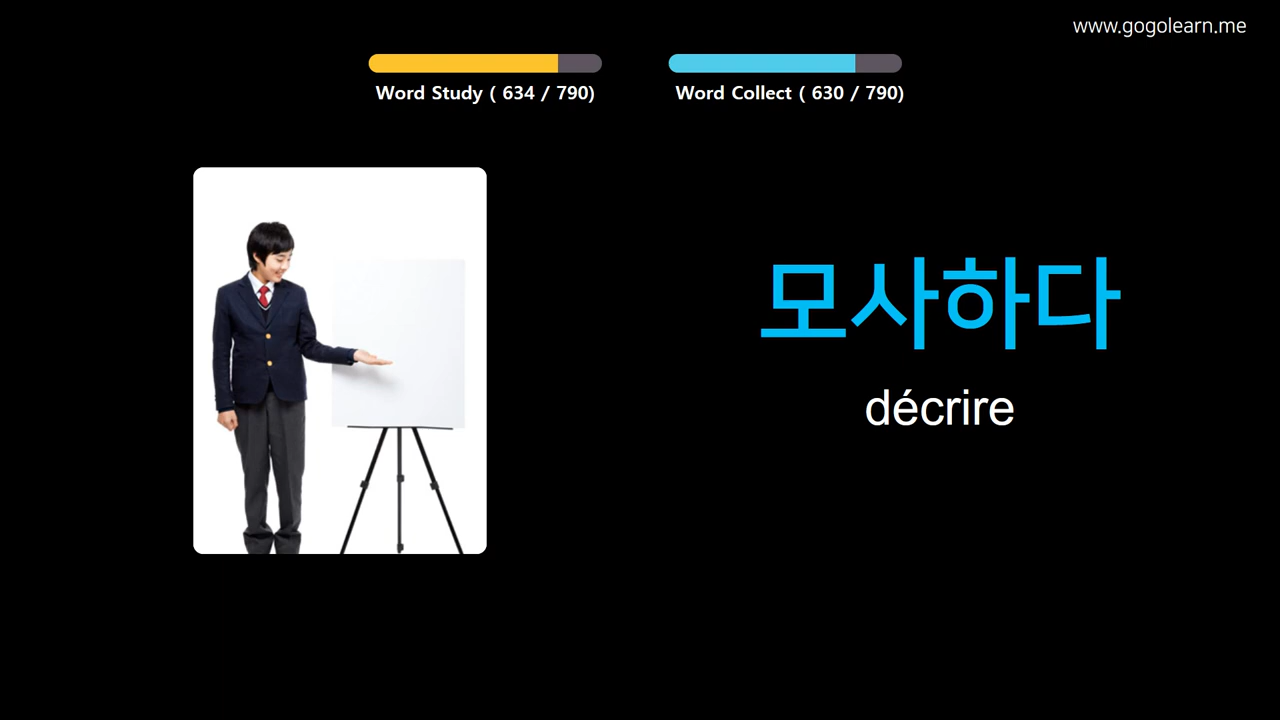 www.gogolearn.me
Word Study ( 634 / 790)
Word Collect ( 630 / 790)
모사하다
décrire